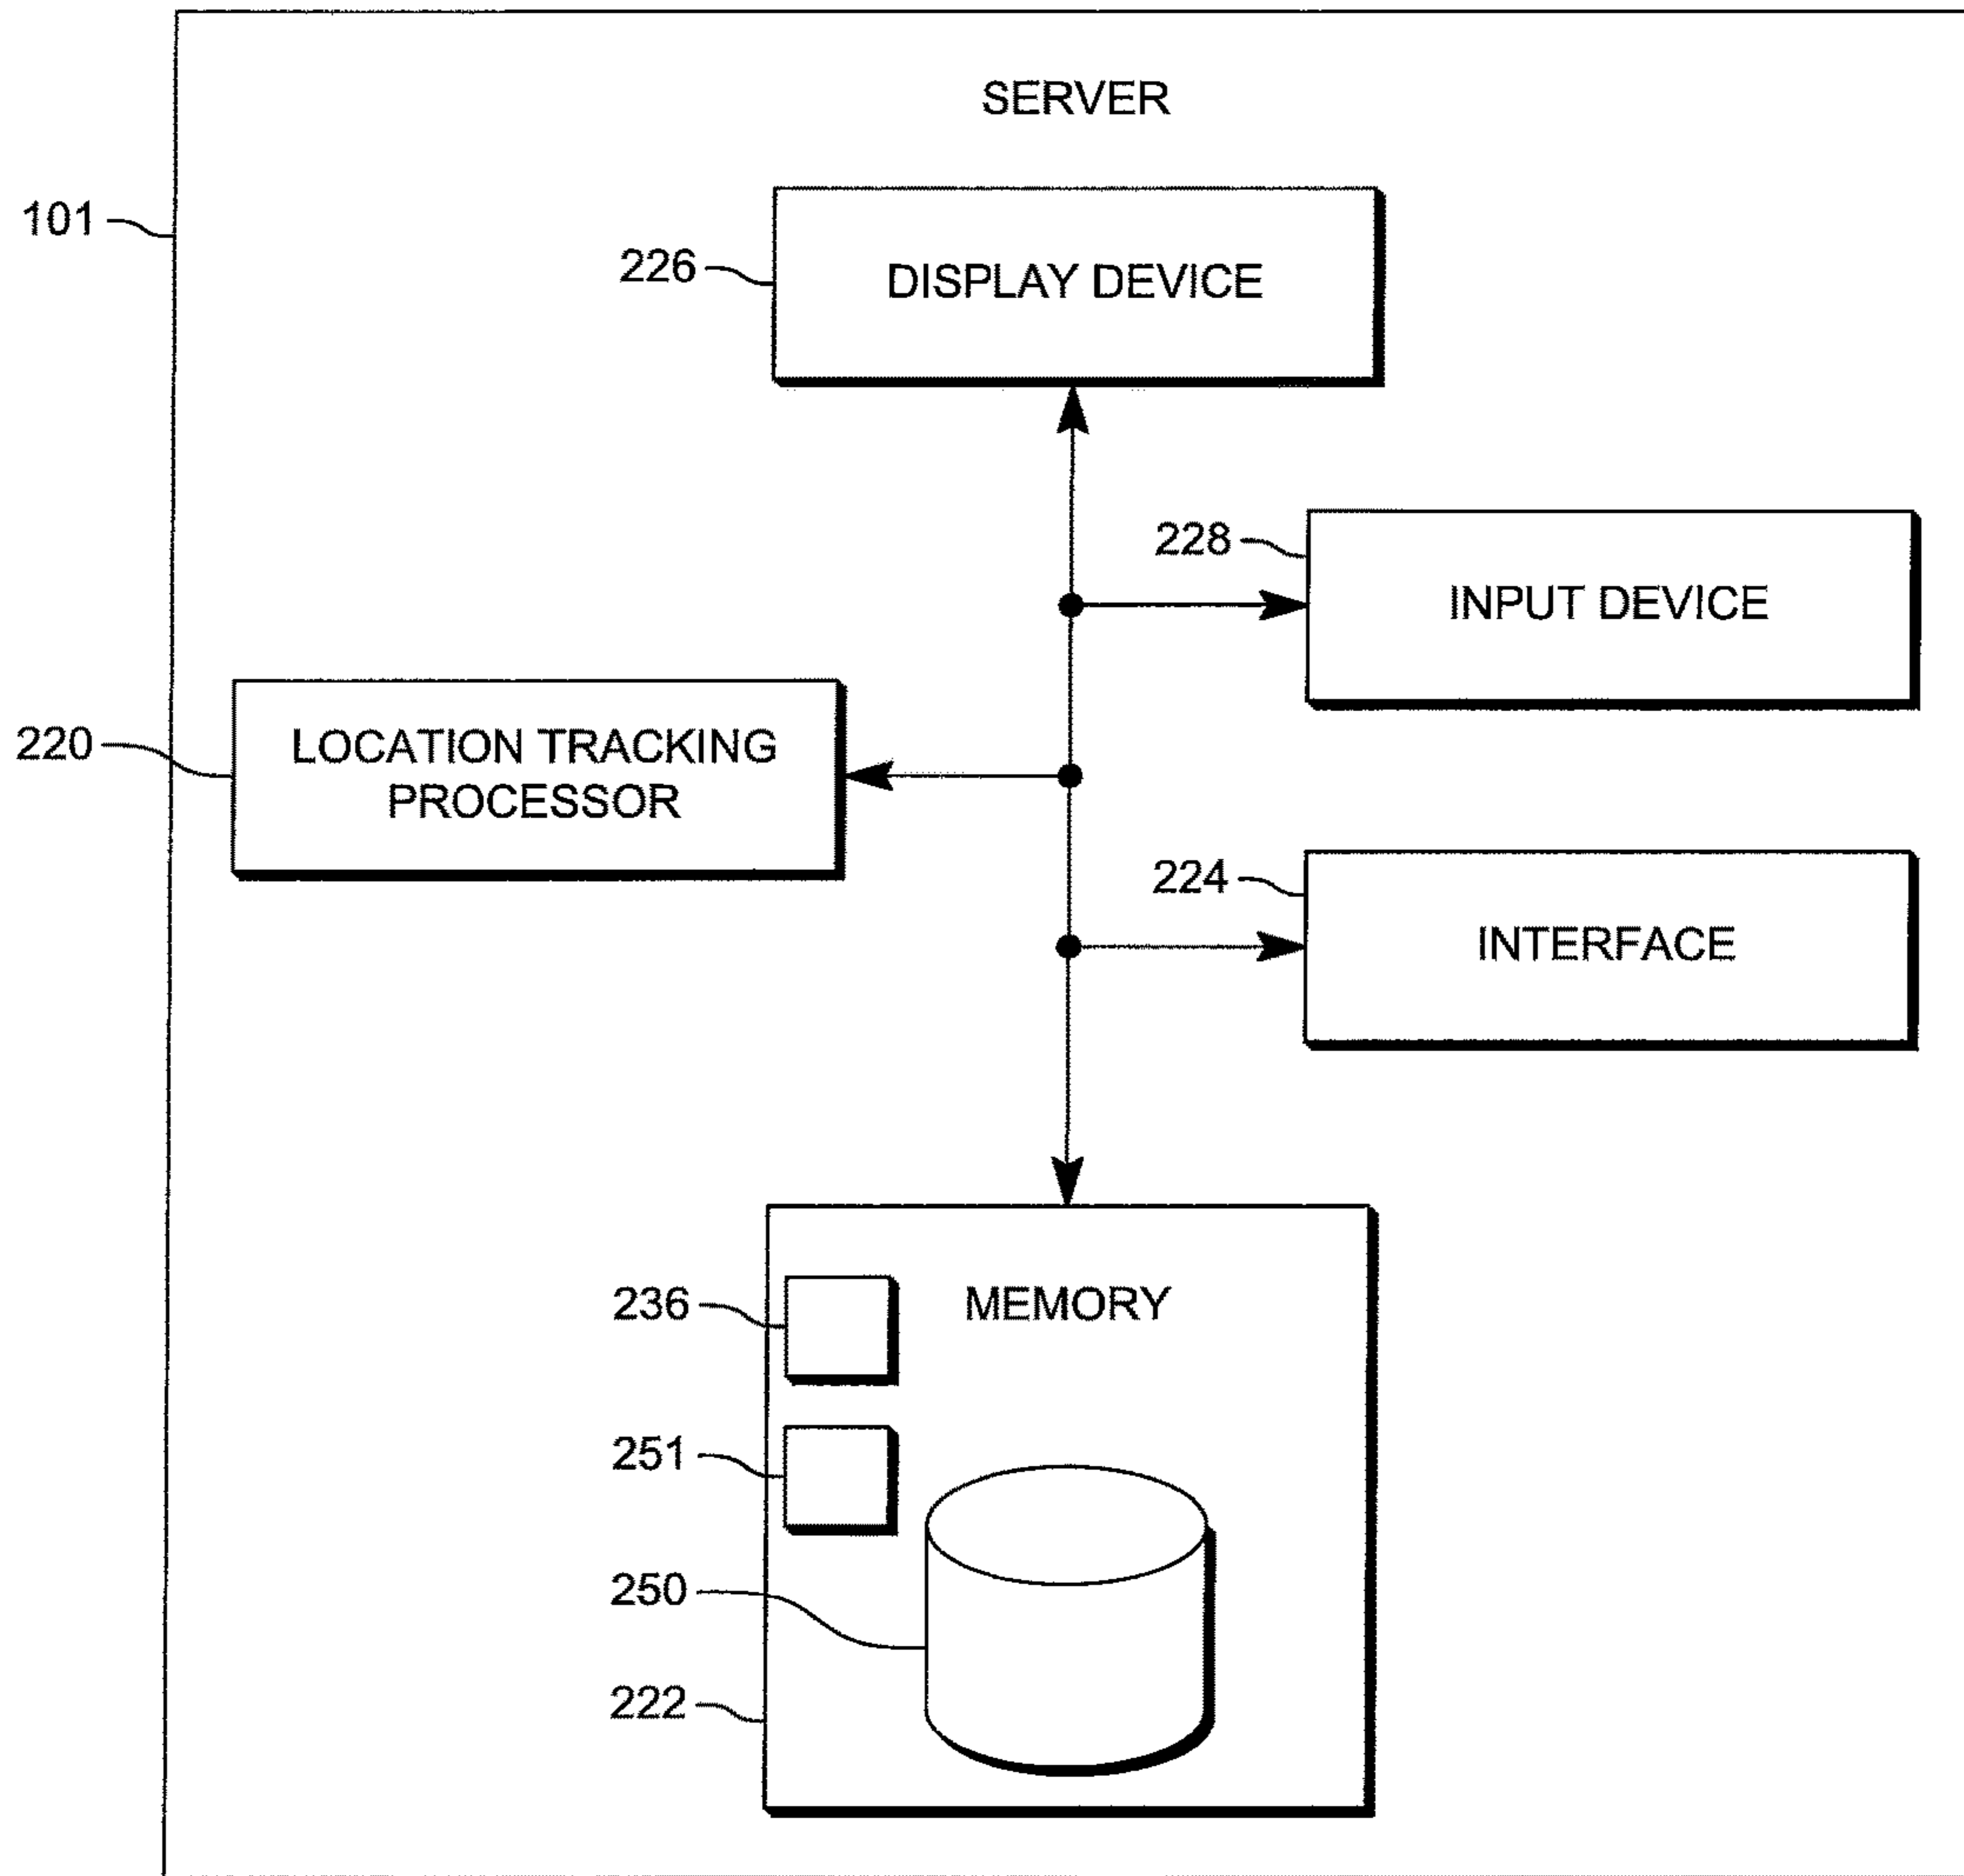 SERVER
101
226
DISPLAY DEVICE
228
INPUT DEVICE
220
LOCATION TRACKING
PROCESSOR
224
INTERFACE
236
MEMORY
251
250
222